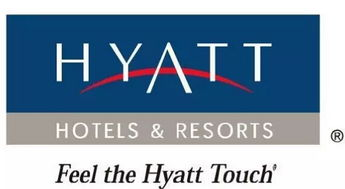 HYATT
HOTELS & RESORTS
®
Feel the Hyatt Touch®